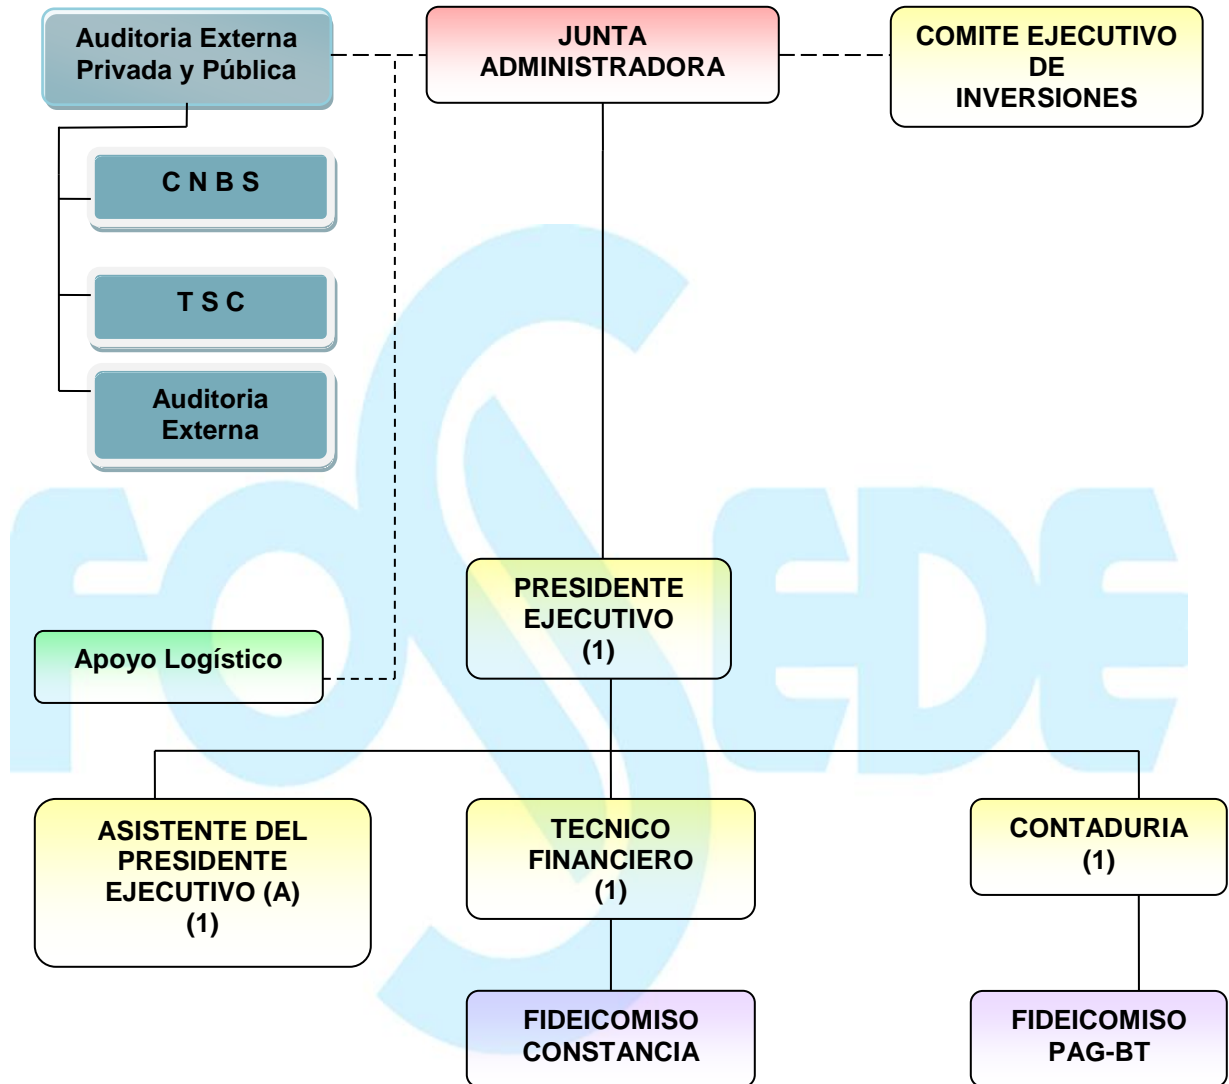 Auditoria Externa
Privada y Pública
JUNTA
ADMINISTRADORA
COMITE EJECUTIVO
DE
INVERSIONES
C N B S
T S C
Auditoria
Externa
FOSEDE
PRESIDENTE
EJECUTIVO
(1)
Apoyo Logístico
ASISTENTE DEL
PRESIDENTE
EJECUTIVO (A)
(1)
TECNICO
FINANCIERO
(1)
CONTADURIA
(1)
FIDEICOMISO
CONSTANCIA
FIDEICOMISO
PAG-BT